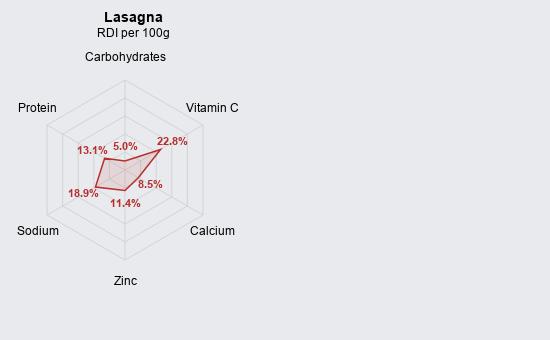 Lasagna
RDI per 100g
Carbohydrates
Protein
Vitamin C
5.0%
22.8%
13.1%
8.5%
18.9%
11.4%
Sodium
Calcium
Zinc